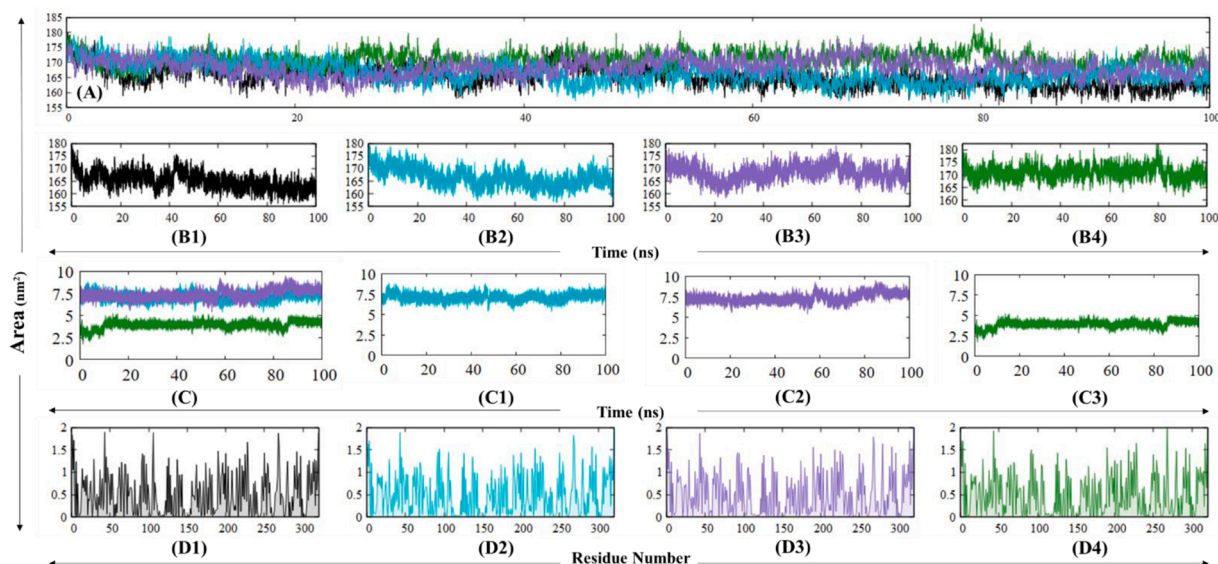 185
180
175
170
165
160
155
(A)
0 20 40 60 80 100
180 180 180 180
175 175 175 175
170 170 170 170
165 165 165 165
160 160 160 160
155 155 155
0 20 40 60 80 100 0 20 40 60 80 100 0 20 40 60 80 100 0 20 40 60 80 100
(B1) (B2) (B3) (B4)
Time (ns)
Area (nm²)
10 10 10 10
7.5 7.5 7.5 7.5
5 5 5 5
2.5 2.5 2.5 2.5
0 0 0 0
0 20 40 60 80 100 0 20 40 60 80 100 0 20 40 60 80 100 0 20 40 60 80 100
(C) (C1) (C2) (C3)
Time (ns)
2 2 2 2
1.5 1.5 1.5 1.5
1 1 1 1
0.5 0.5 0.5 0.5
0 0 0 0
0 50 100 150 200 250 300 0 50 100 150 200 250 300 0 50 100 150 200 250 300 0 50 100 150 200 250 300
(D1) (D2) (D3) (D4)
Residue Number